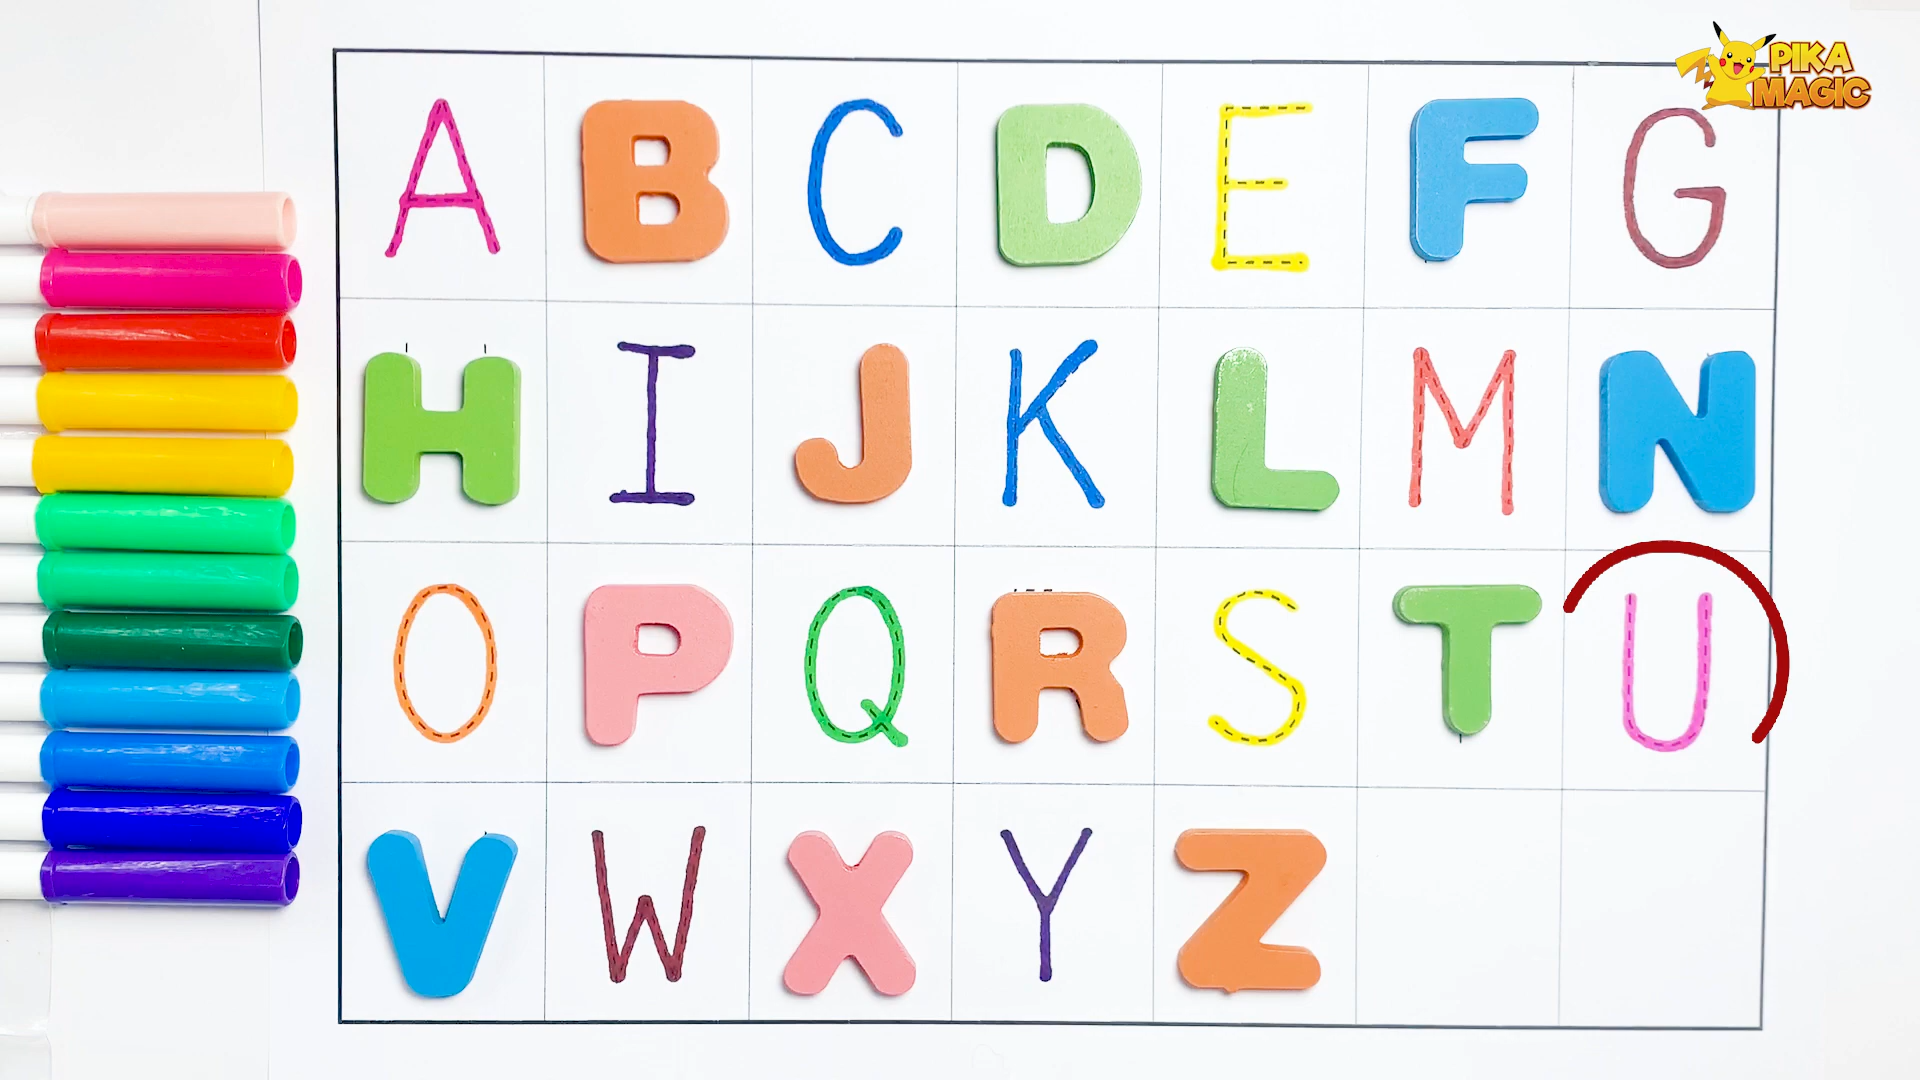 PIKA
MAGIC
A B C D E F G
H I J K L M N
O P Q R S T U
V W X Y Z